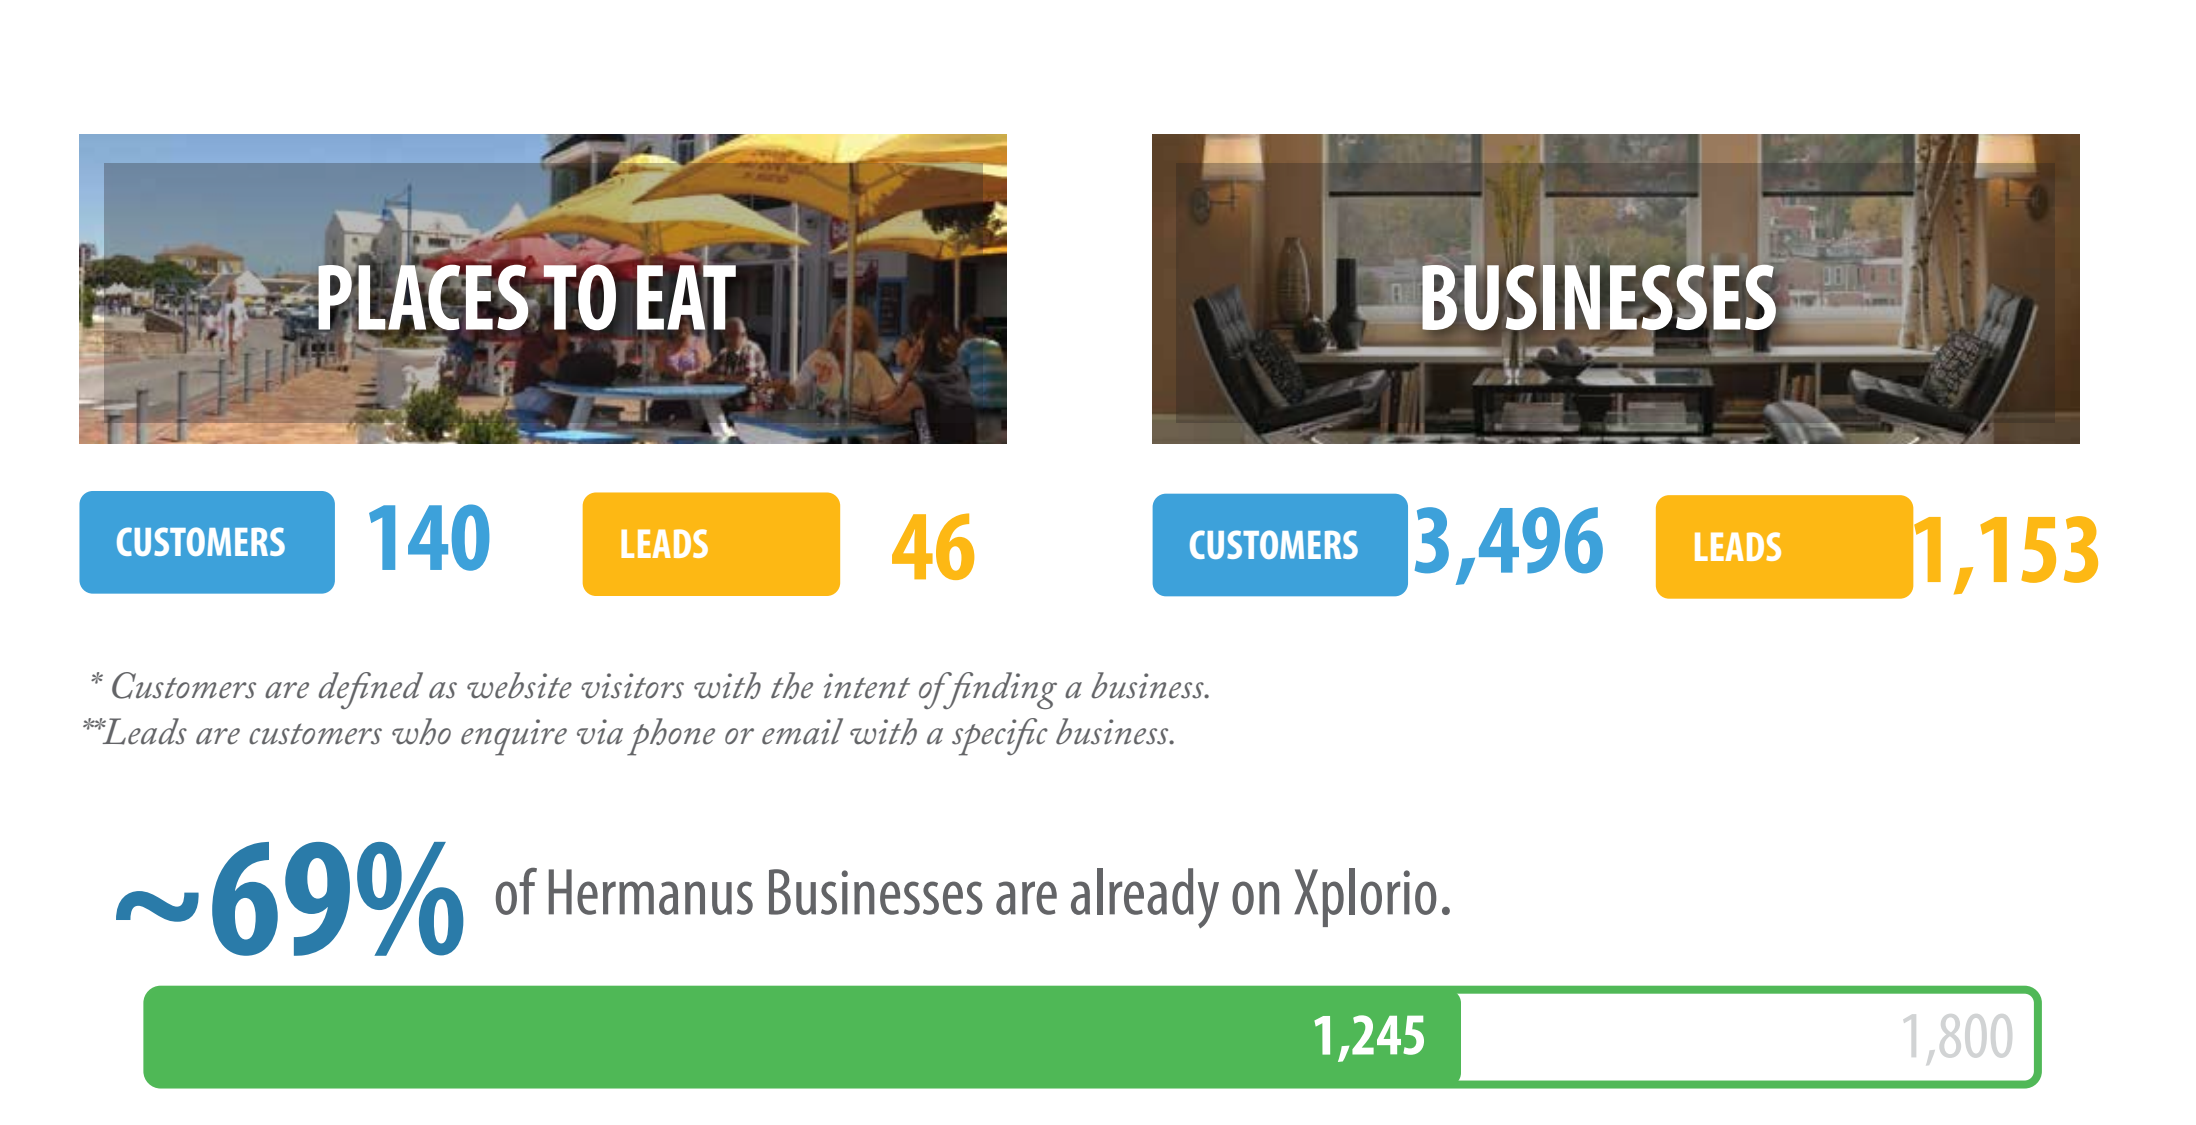 PLACES TO EAT
BUSINESSES
CUSTOMERS 140 LEADS 46
CUSTOMERS 3,496 LEADS 1,153
* Customers are defined as website visitors with the intent of finding a business.
**Leads are customers who enquire via phone or email with a specific business.
~69% of Hermanus Businesses are already on Xplorio.
1,245 1,800